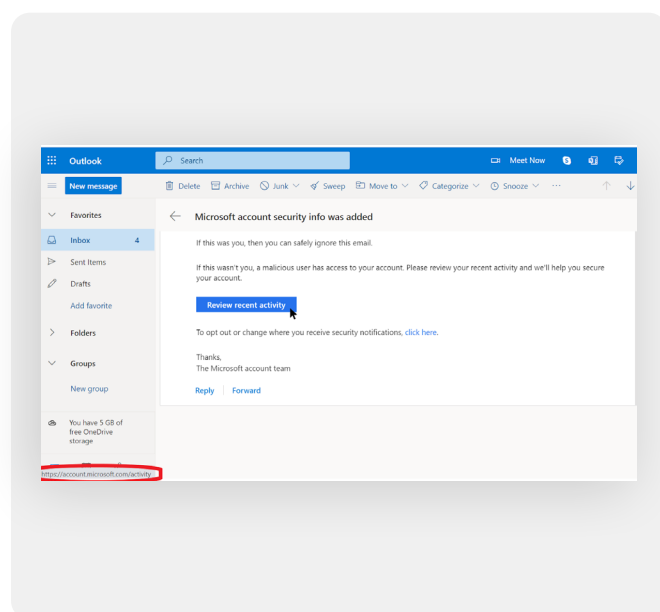 Outlook
Search
Meet Now
New message
Delete
Archive
Junk
Sweep
Move to
Categorize
Snooze
Favorites
Microsoft account security info was added
Inbox 4
If this was you, then you can safely ignore this email.
Sent Items
If this wasn't you, a malicious user has access to your account. Please review your recent activity and we'll help you secure
your account.
Drafts
Add favorite
Review recent activity
Folders
To opt out or change where you receive security notifications, click here.
Groups
Thanks,
The Microsoft account team
New group
Reply
Forward
You have 5 GB of
free OneDrive
storage
https://account.microsoft.com/activity